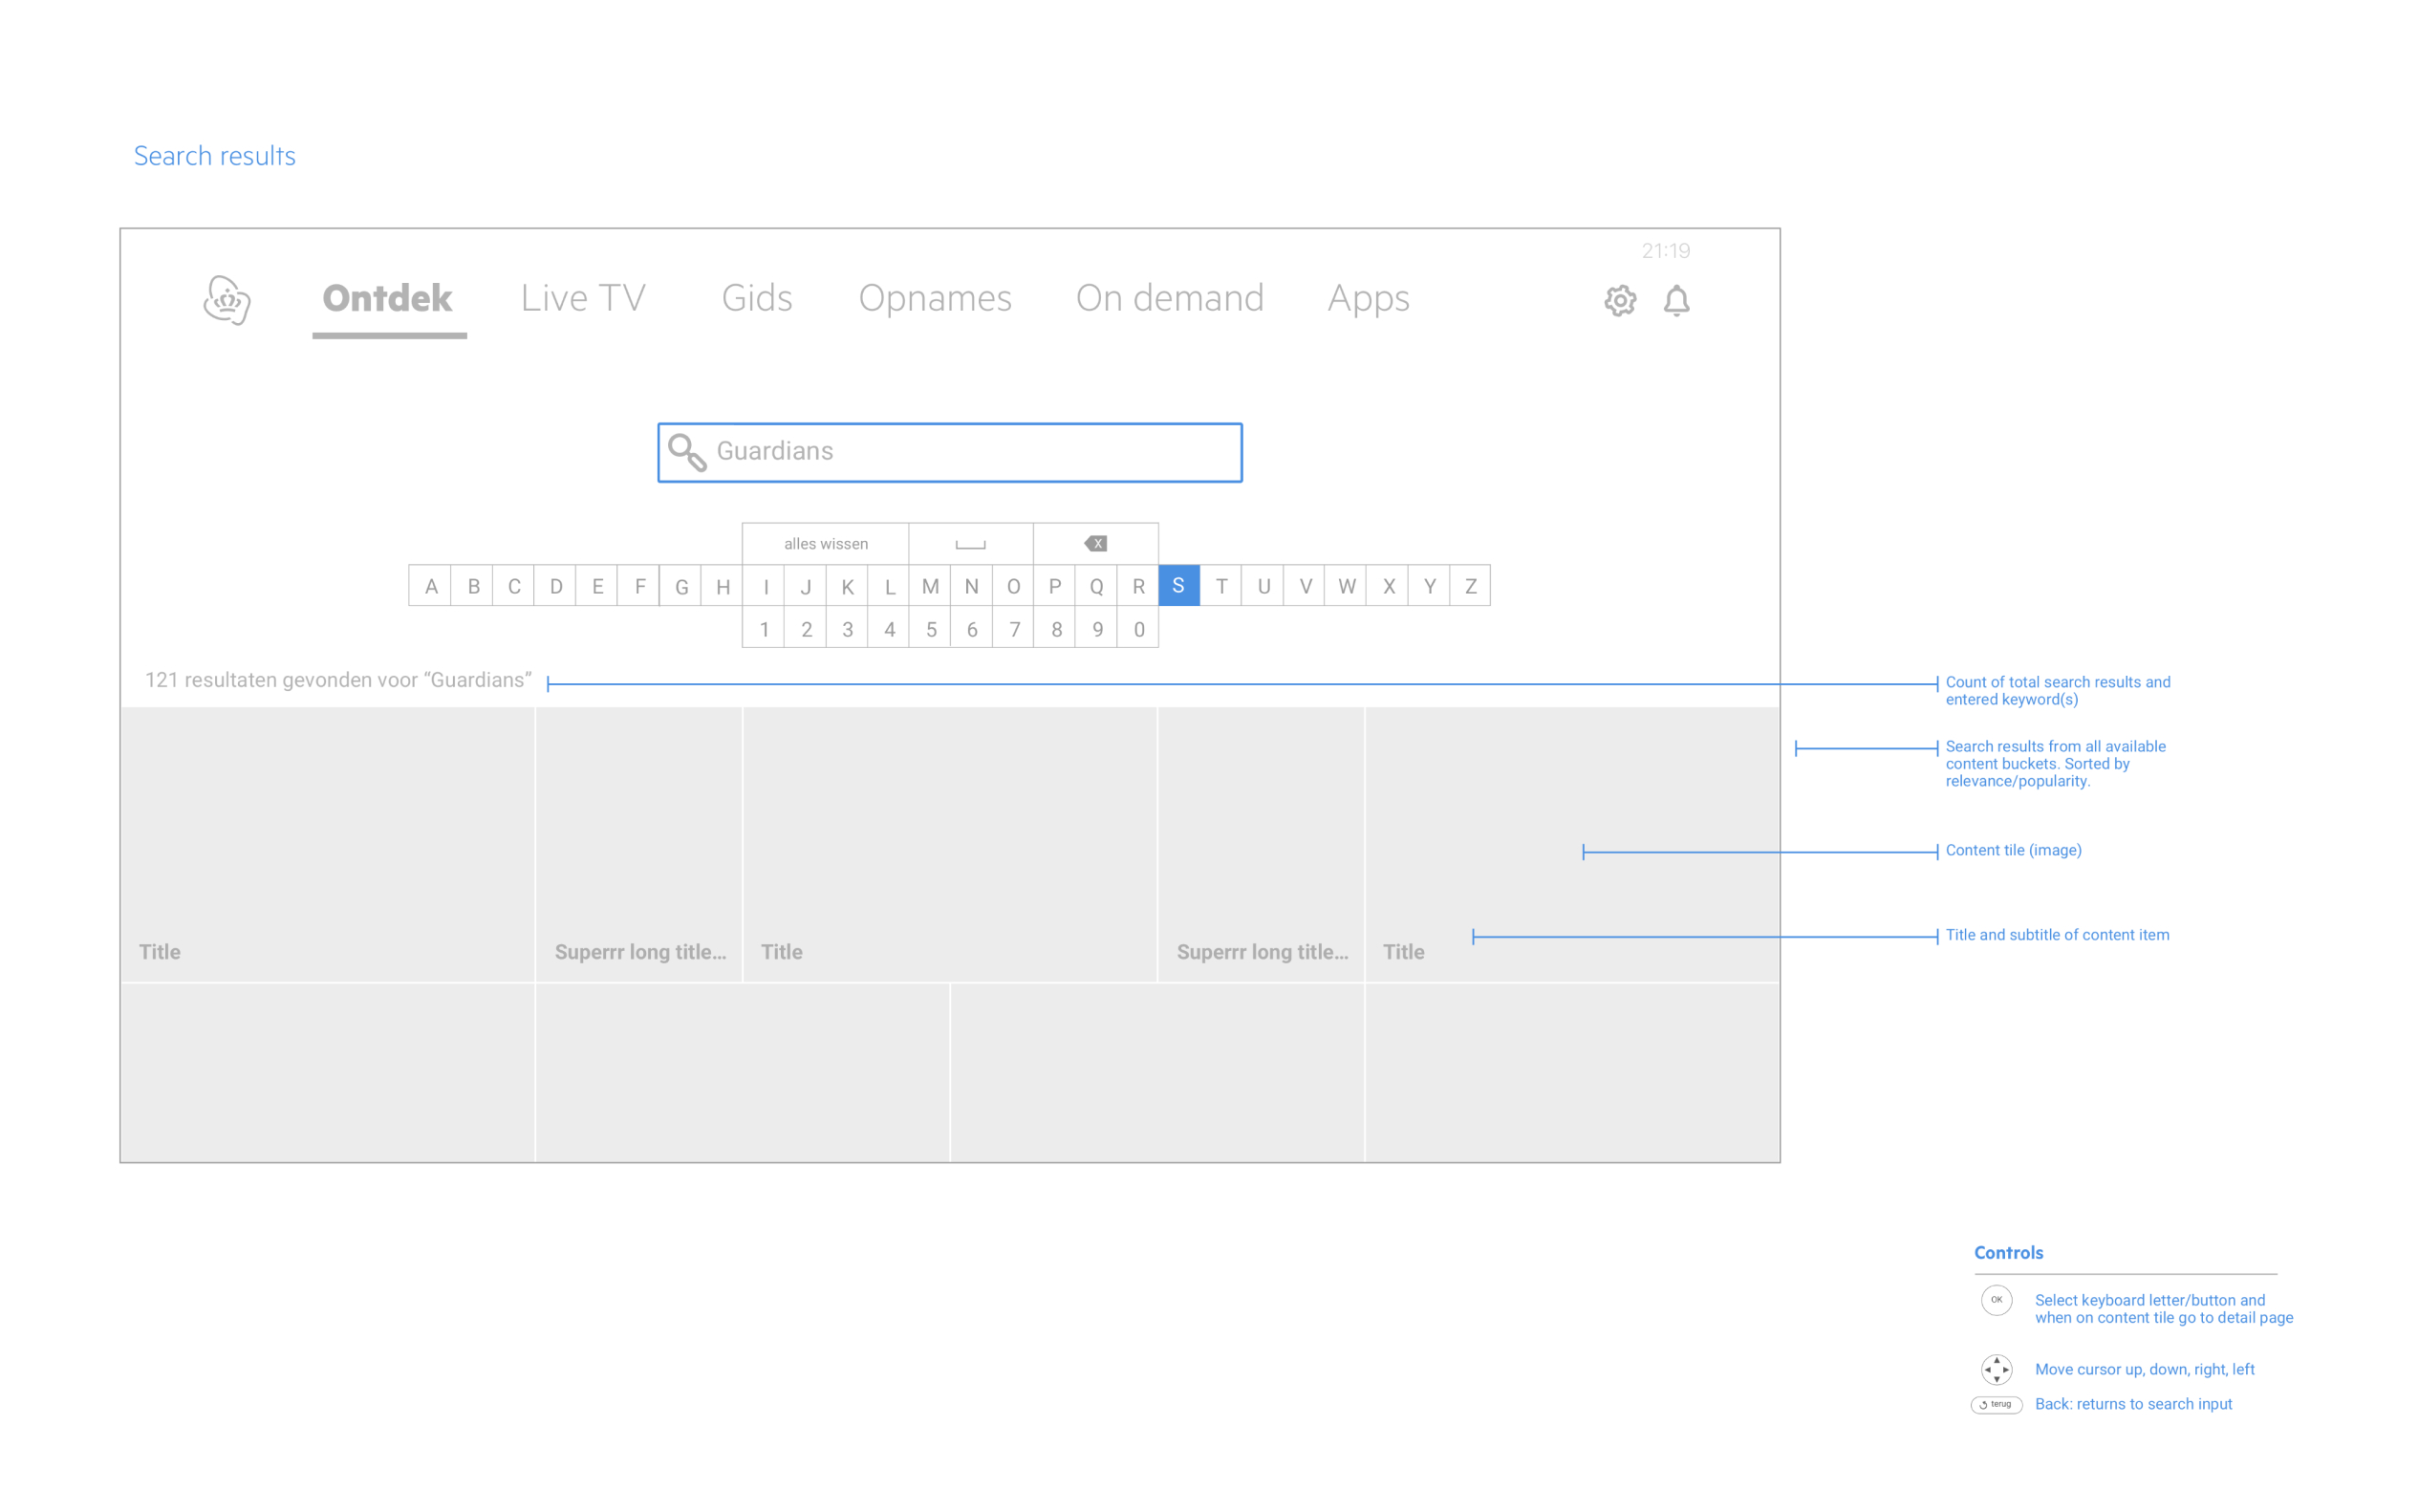 Search results
21:19
Ontdek Live TV Gids Opnames On demand Apps
Guardians
alles wissen X
A B C D E F G H I J K L M N O P Q R S T U V W X Y Z
1 2 3 4 5 6 7 8 9 0
121 resultaten gevonden voor “Guardians”
Count of total search results and
entered keyword(s)
Search results from all available
content buckets. Sorted by
relevance/popularity.
Content tile (image)
Title and subtitle of content item
Title Superrr long title... Title Superrr long title... Title
Controls
OK Select keyboard letter/button and
when on content tile go to detail page
Move cursor up, down, right, left
terug Back: returns to search input